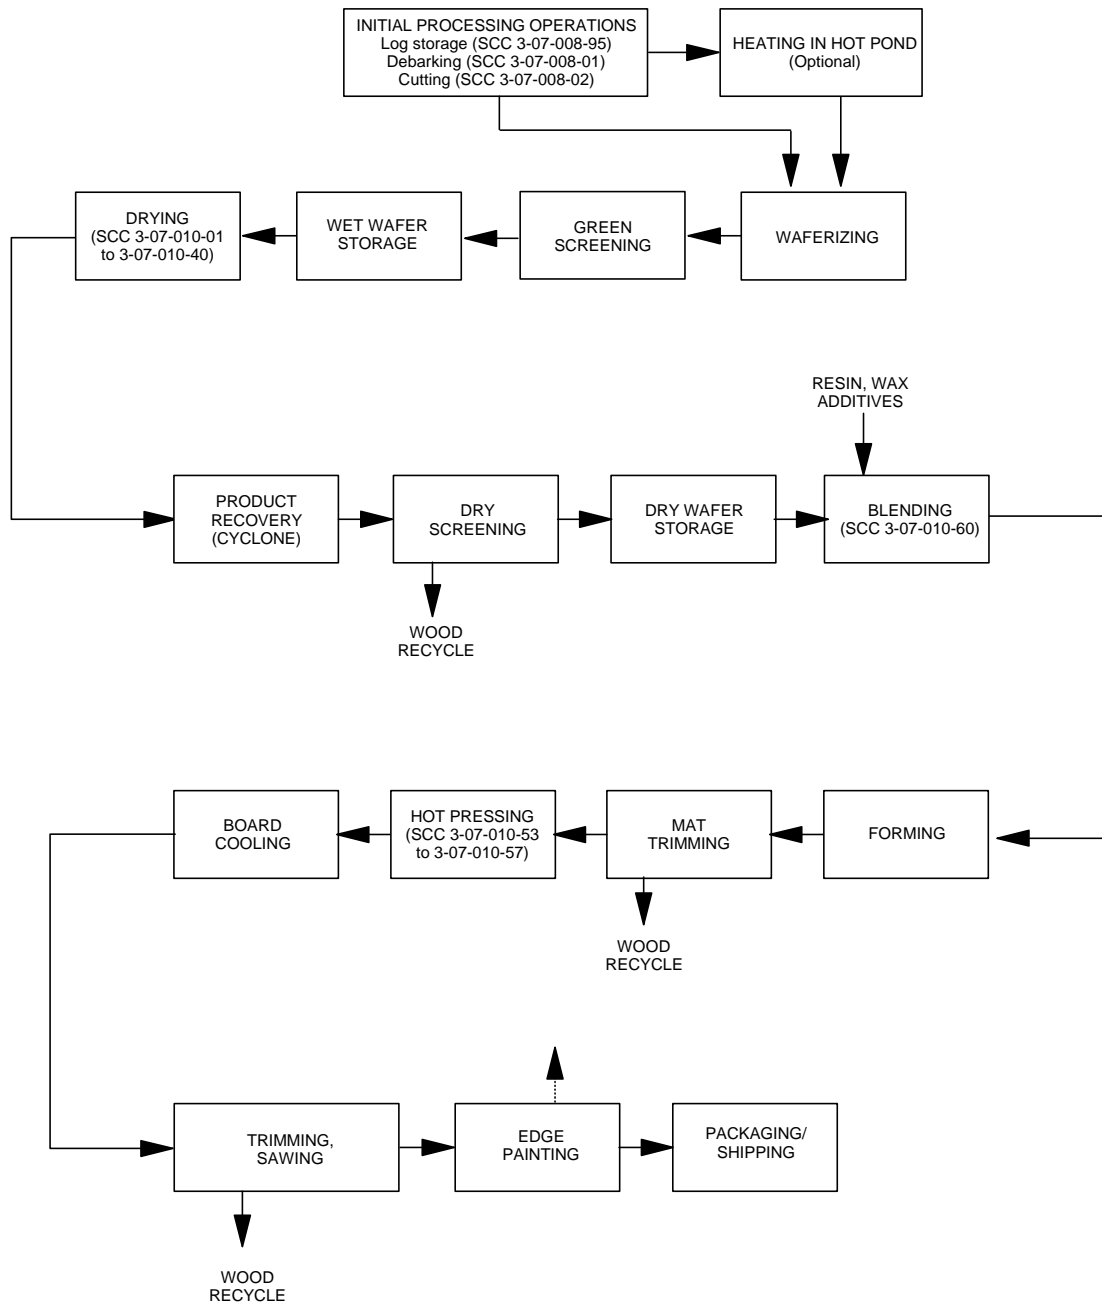 INITIAL PROCESSING OPERATIONS
Log storage (SCC 3-07-008-95)
Debarking (SCC 3-07-008-01)
Cutting (SCC 3-07-008-02)
HEATING IN HOT POND
(Optional)
DRYING
(SCC 3-07-010-01
to 3-07-010-40)
WET WAFER
STORAGE
GREEN
SCREENING
WAFERIZING
RESIN, WAX
ADDITIVES
PRODUCT
RECOVERY
(CYCLONE)
DRY
SCREENING
DRY WAFER
STORAGE
BLENDING
(SCC 3-07-010-60)
WOOD
RECYCLE
BOARD
COOLING
HOT PRESSING
(SCC 3-07-010-53
to 3-07-010-57)
MAT
TRIMMING
FORMING
WOOD
RECYCLE
TRIMMING,
SAWING
EDGE
PAINTING
PACKAGING/
SHIPPING
WOOD
RECYCLE